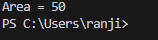 Area = 50
PS C:\Users\ranji>